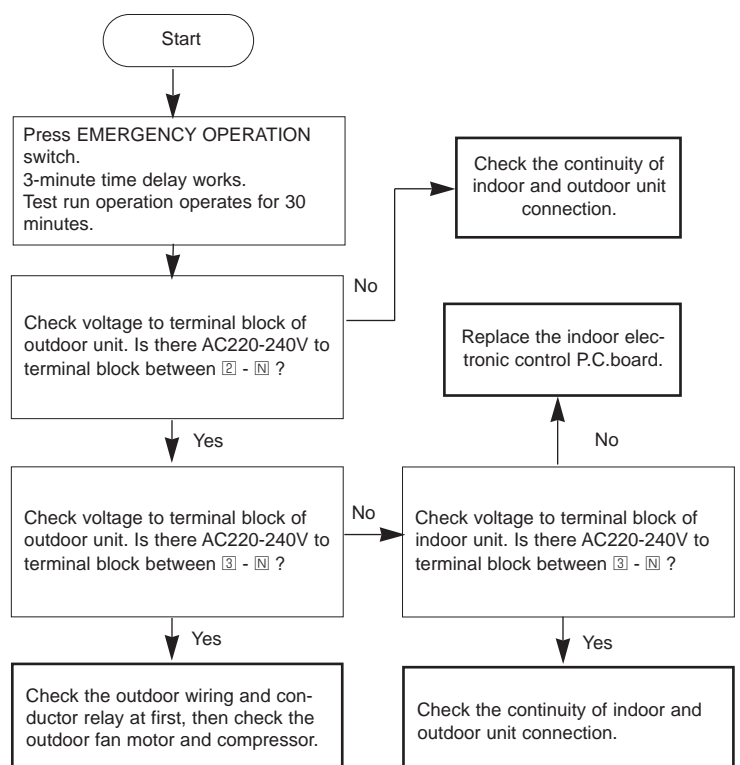 Start
Press EMERGENCY OPERATION
switch.
3-minute time delay works.
Test run operation operates for 30
minutes.
Check the continuity of
indoor and outdoor unit
connection.
No
Check voltage to terminal block of
outdoor unit. Is there AC220-240V to
terminal block between 2 - N ?
Replace the indoor elec-
tronic control P.C.board.
Yes
No
Check voltage to terminal block of
outdoor unit. Is there AC220-240V to
terminal block between 3 - N ?
No
Check voltage to terminal block of
indoor unit. Is there AC220-240V to
terminal block between 3 - N ?
Yes
Yes
Check the outdoor wiring and con-
ductor relay at first, then check the
outdoor fan motor and compressor.
Check the continuity of indoor and
outdoor unit connection.